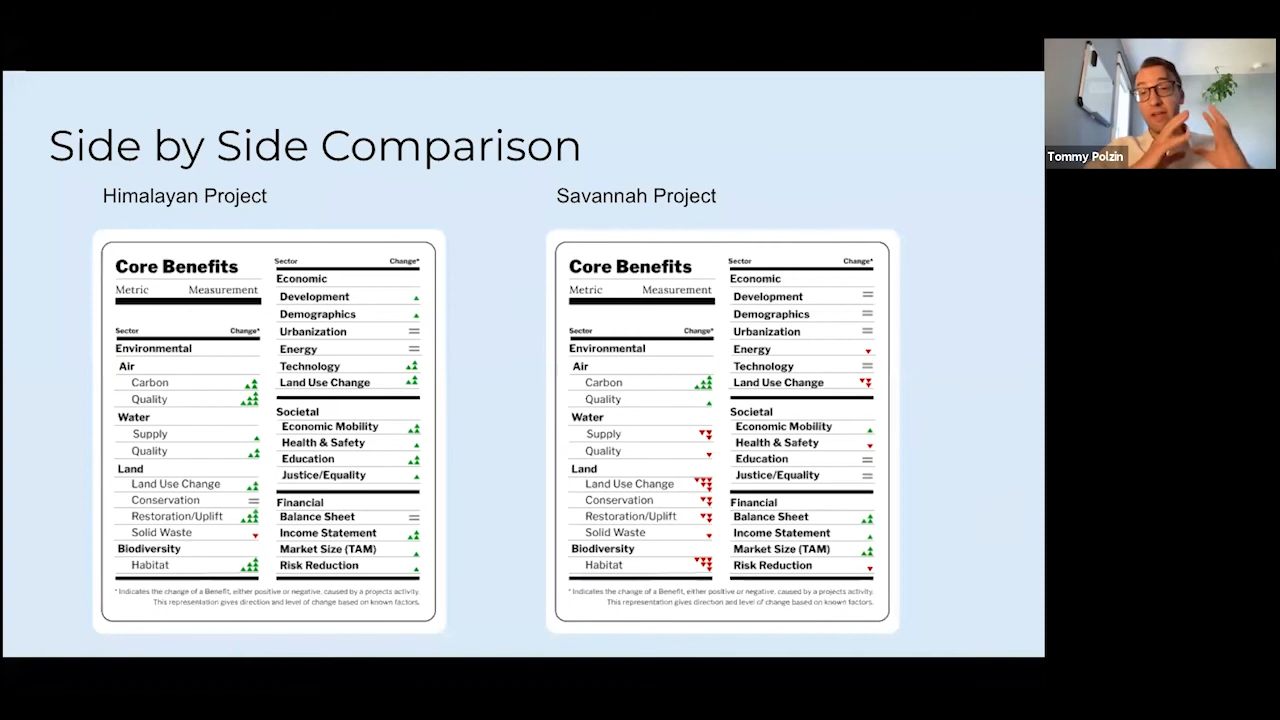 Side by Side Comparison
Himalayan Project
Core Benefits
Metric Measurement
Sector Change*
Environmental
Air
Carbon
Quality
Water
Supply
Quality
Land
Land Use Change
Conservation
Restoration/Uplift
Solid Waste
Biodiversity
Habitat
Sector Change*
Economic
Development
Demographics
Urbanization
Energy
Technology
Land Use Change
Societal
Economic Mobility
Health & Safety
Education
Justice/Equality
Financial
Balance Sheet
Income Statement
Market Size (TAM)
Risk Reduction
* Indicates the change of a Benefit, either positive or negative, caused by a projects activity.
This representation gives direction and level of change based on known factors.
Savannah Project
Core Benefits
Metric Measurement
Sector Change*
Environmental
Air
Carbon
Quality
Water
Supply
Quality
Land
Land Use Change
Conservation
Restoration/Uplift
Solid Waste
Biodiversity
Habitat
Sector Change*
Economic
Development
Demographics
Urbanization
Energy
Technology
Land Use Change
Societal
Economic Mobility
Health & Safety
Education
Justice/Equality
Financial
Balance Sheet
Income Statement
Market Size (TAM)
Risk Reduction
* Indicates the change of a Benefit, either positive or negative, caused by a projects activity.
This representation gives direction and level of change based on known factors.
Tommy Polzin